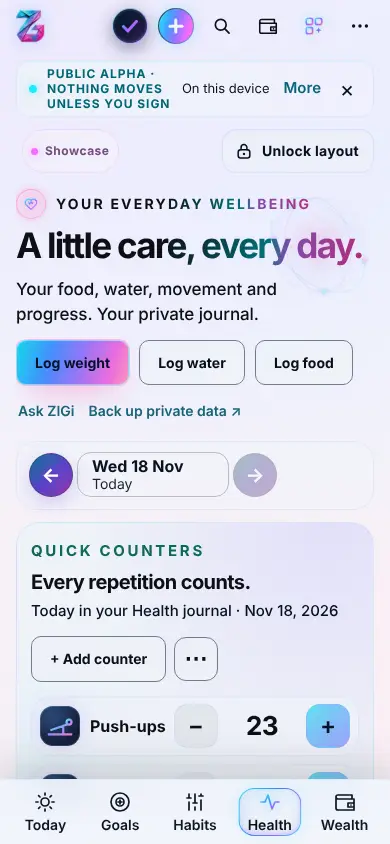 PUBLIC ALPHA ·
NOTHING MOVES
UNLESS YOU SIGN
On this device
More
Showcase
Unlock layout
YOUR EVERYDAY WELLBEING
A little care, every day.
Your food, water, movement and
progress. Your private journal.
Log weight
Log water
Log food
Ask ZIGi
Back up private data ↗
Wed 18 Nov
Today
QUICK COUNTERS
Every repetition counts.
Today in your Health journal · Nov 18, 2026
+ Add counter
Push-ups
−
23
+
Today
Goals
Habits
Health
Wealth